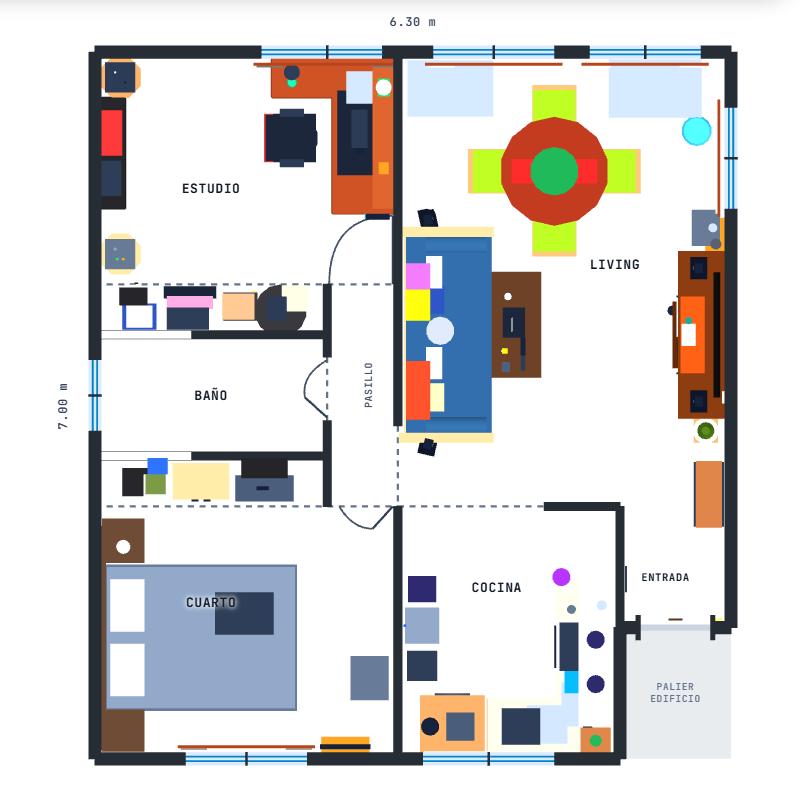 6.30 m
ESTUDIO
LIVING
PASILLO
BAÑO
7.00 m
ENTRADA
COCINA
CUARTO
PALIER
EDIFICIO